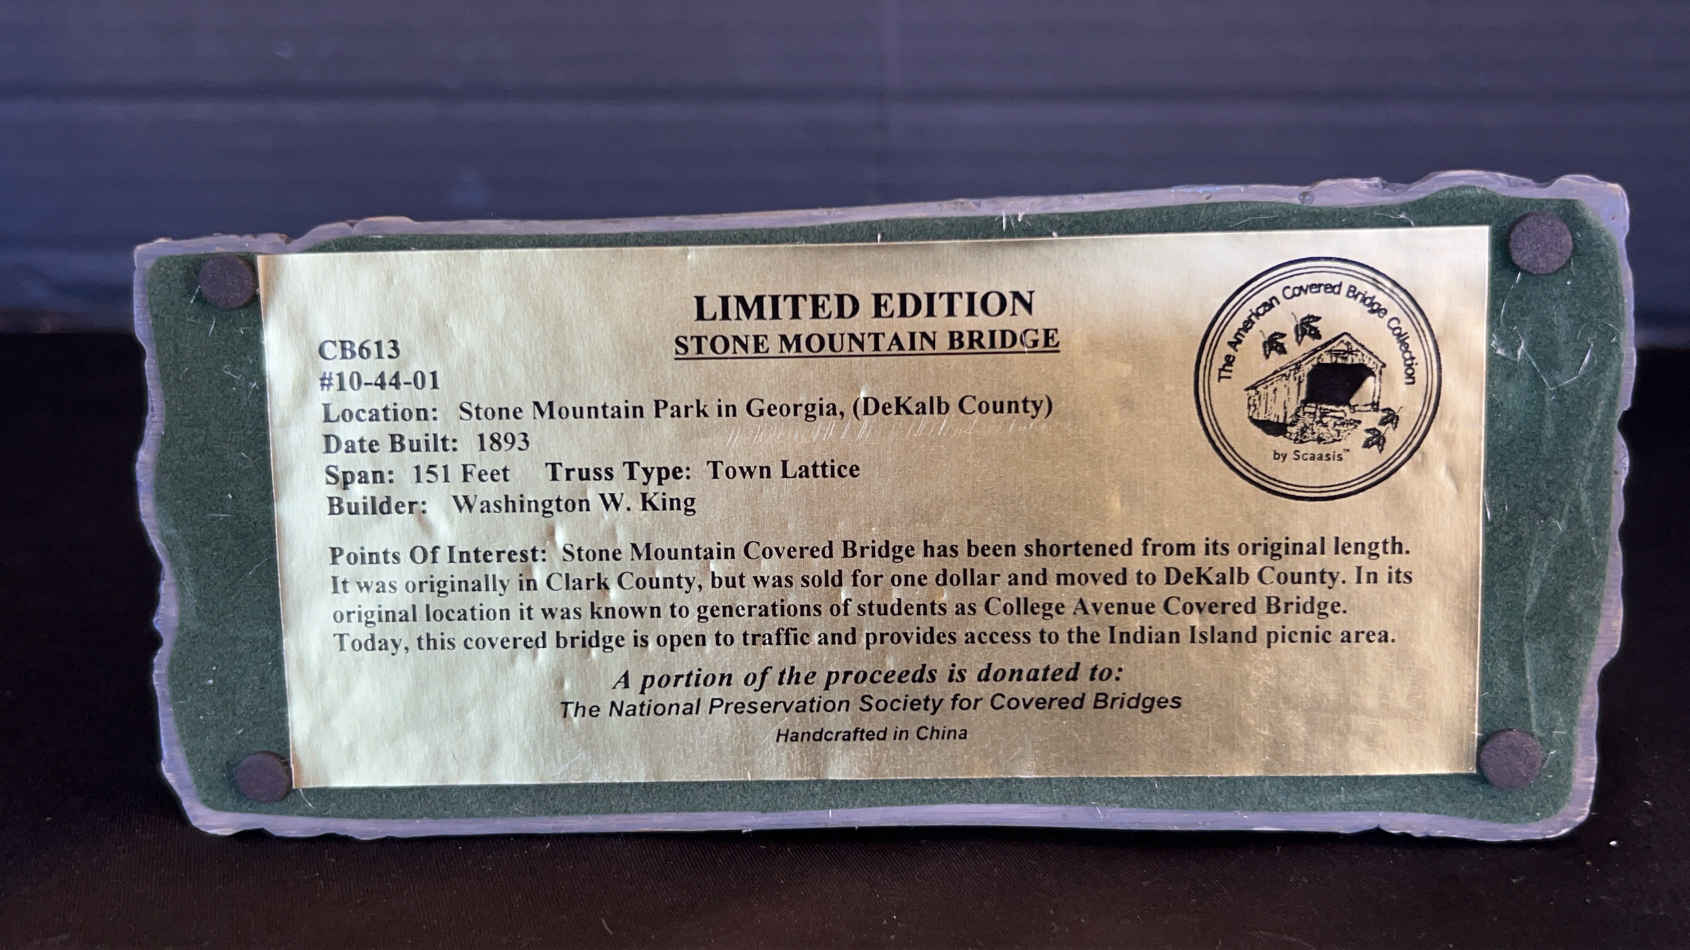 LIMITED EDITION
STONE MOUNTAIN BRIDGE
CB613
#10-44-01
Location: Stone Mountain Park in Georgia, (DeKalb County)
Date Built: 1893
Span: 151 Feet Truss Type: Town Lattice
Builder: Washington W. King
The American Covered Bridge Collection
by Scaasis™
Points Of Interest: Stone Mountain Covered Bridge has been shortened from its original length.
It was originally in Clark County, but was sold for one dollar and moved to DeKalb County. In its
original location it was known to generations of students as College Avenue Covered Bridge.
Today, this covered bridge is open to traffic and provides access to the Indian Island picnic area.
A portion of the proceeds is donated to:
The National Preservation Society for Covered Bridges
Handcrafted in China